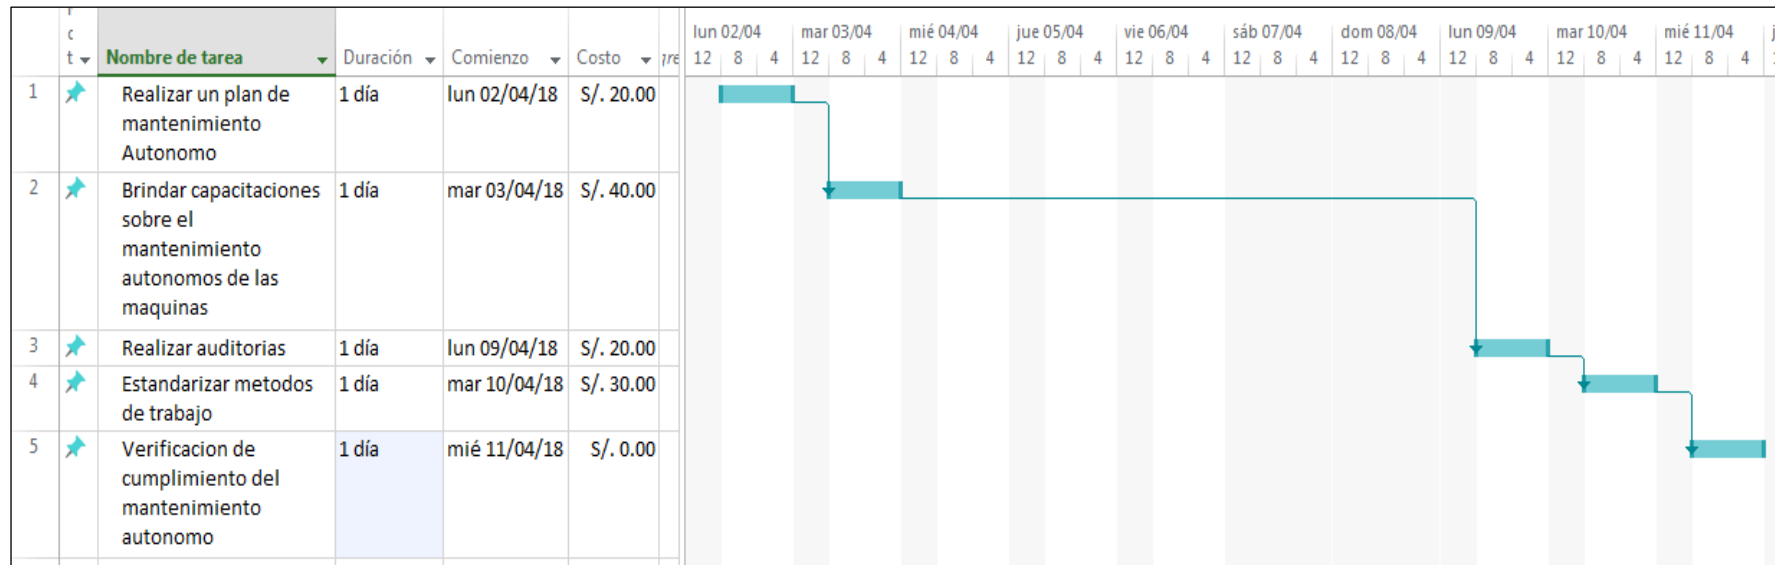 lun 02/04 mar 03/04 mié 04/04 jue 05/04 vie 06/04 sáb 07/04 dom 08/04 lun 09/04 mar 10/04 mié 11/04 j
c
t Nombre de tarea Duración Comienzo Costo 12 8 4 12 8 4 12 8 4 12 8 4 12 8 4 12 8 4 12 8 4 12 8 4 12 8 4 12 8 4
1 Realizar un plan de 1 día lun 02/04/18 S/. 20.00
mantenimiento
Autonomo
2 Brindar capacitaciones 1 día mar 03/04/18 S/. 40.00
sobre el
mantenimiento
autonomos de las
maquinas
3 Realizar auditorias 1 día lun 09/04/18 S/. 20.00
4 Estandarizar metodos 1 día mar 10/04/18 S/. 30.00
de trabajo
5 Verificacion de 1 día mié 11/04/18 S/. 0.00
cumplimiento del
mantenimiento
autonomo